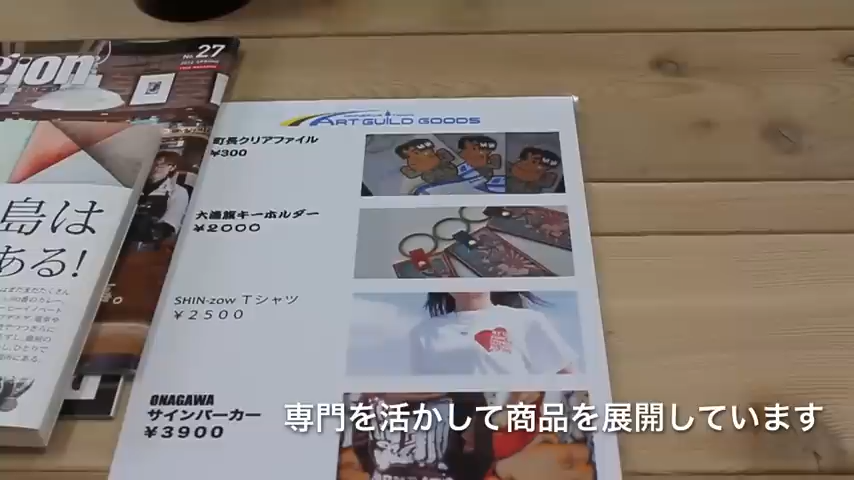 No.27
gion
島は
ある!
ART GUILD GOODS
町長クリアファイル
¥300
大漁旗キーホルダー
¥2000
SHIN-zow Tシャツ
¥2500
ONAGAWA
サインパーカー
¥3900
専門を活かして商品を展開しています